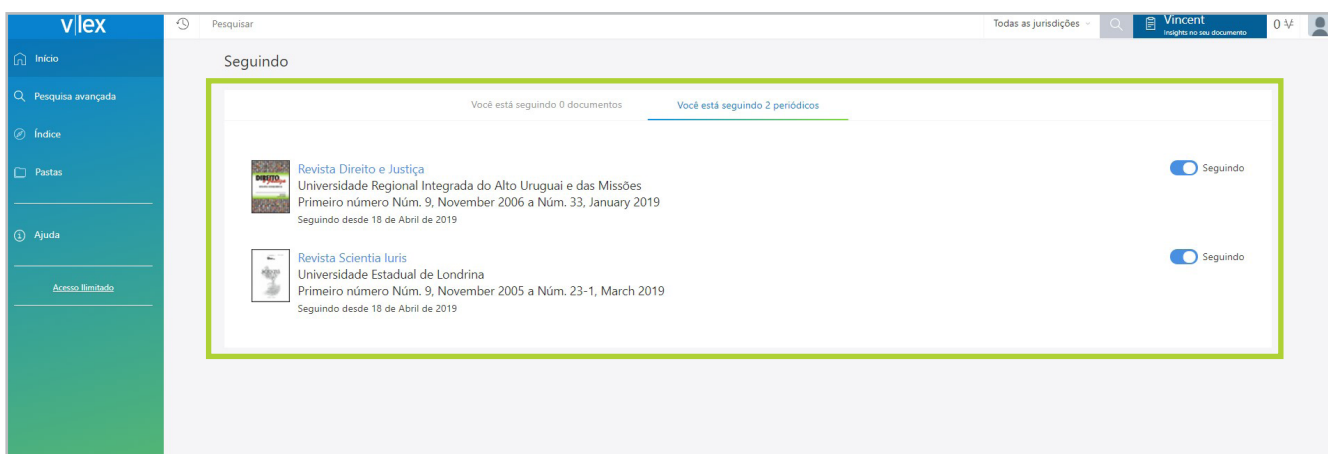 v|lex
Pesquisar
Todas as jurisdições
Vincent
Insights no seu documento
0
Início
Pesquisa avançada
Índice
Pastas
Ajuda
Acesso Ilimitado
Seguindo
Você está seguindo 0 documentos
Você está seguindo 2 periódicos
DIREITO
Revista Direito e Justiça
Universidade Regional Integrada do Alto Uruguai e das Missões
Primeiro número Núm. 9, November 2006 a Núm. 33, January 2019
Seguindo desde 18 de Abril de 2019
Seguindo
Revista Scientia Iuris
Universidade Estadual de Londrina
Primeiro número Núm. 9, November 2005 a Núm. 23-1, March 2019
Seguindo desde 18 de Abril de 2019
Seguindo